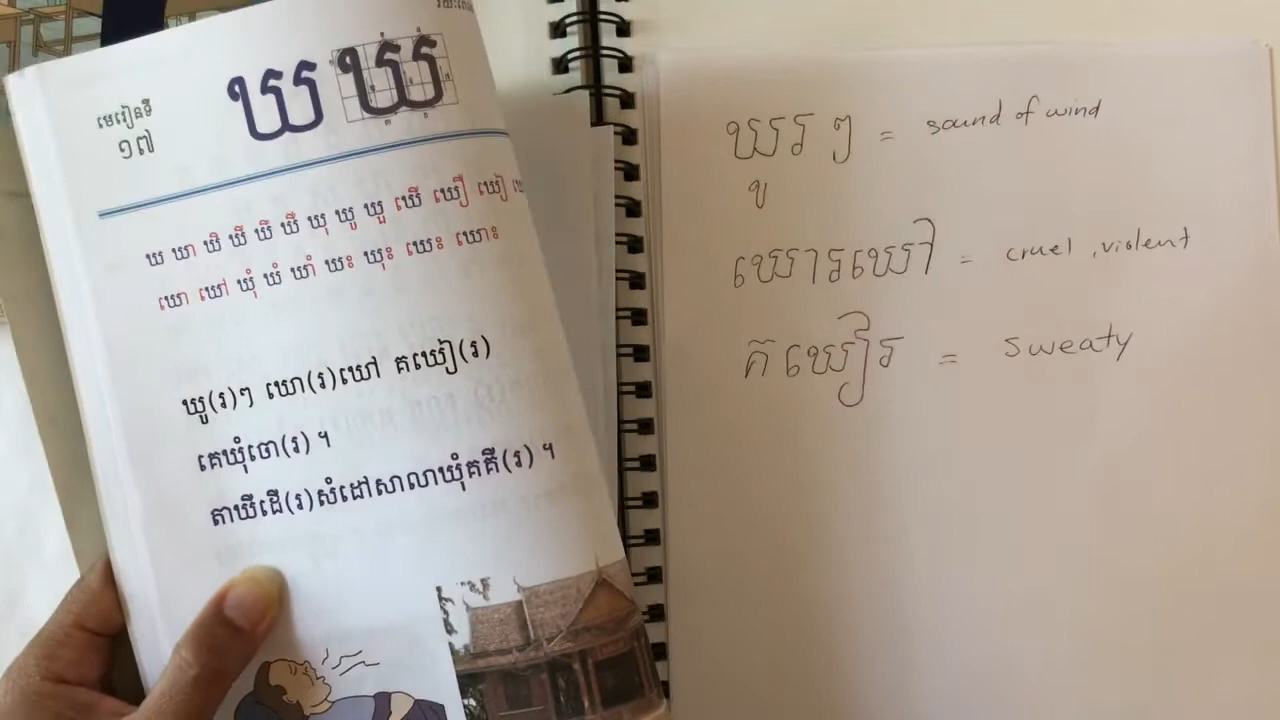 មេរៀនទី
១៧
ឃ ឃ
ឃ ឃា ឃិ ឃី ឃឹ ឃឺ ឃុ ឃូ ឃួ ឃើ ឃឿ ឃៀ
ឃោ ឃៅ ឃុំ ឃំ ឃាំ ឃះ ឃុះ ឃេះ ឃោះ
ឃូ(រ)ៗ ឃោ(រ)ឃៅ គឃៀ(រ)
គេឃុំចោ(រ) ។
តាឃីដើ(រ)សំដៅសាលាឃុំគគី(រ) ។
ឃូរ ៗ = sound of wind
ឃោរឃៅ = cruel , violent
គឃៀរ = sweaty